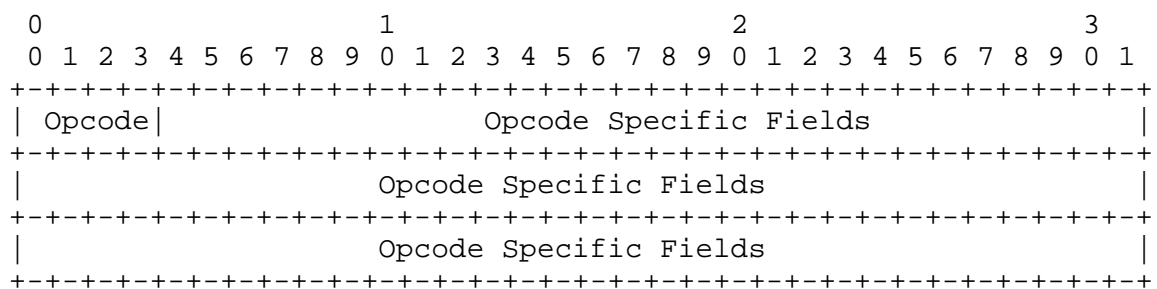 0                   1                   2                   3
 0 1 2 3 4 5 6 7 8 9 0 1 2 3 4 5 6 7 8 9 0 1 2 3 4 5 6 7 8 9 0 1
+-+-+-+-+-+-+-+-+-+-+-+-+-+-+-+-+-+-+-+-+-+-+-+-+-+-+-+-+-+-+-+-+
| Opcode|                  Opcode Specific Fields               |
+-+-+-+-+-+-+-+-+-+-+-+-+-+-+-+-+-+-+-+-+-+-+-+-+-+-+-+-+-+-+-+-+
|                    Opcode Specific Fields                     |
+-+-+-+-+-+-+-+-+-+-+-+-+-+-+-+-+-+-+-+-+-+-+-+-+-+-+-+-+-+-+-+-+
|                    Opcode Specific Fields                     |
+-+-+-+-+-+-+-+-+-+-+-+-+-+-+-+-+-+-+-+-+-+-+-+-+-+-+-+-+-+-+-+-+